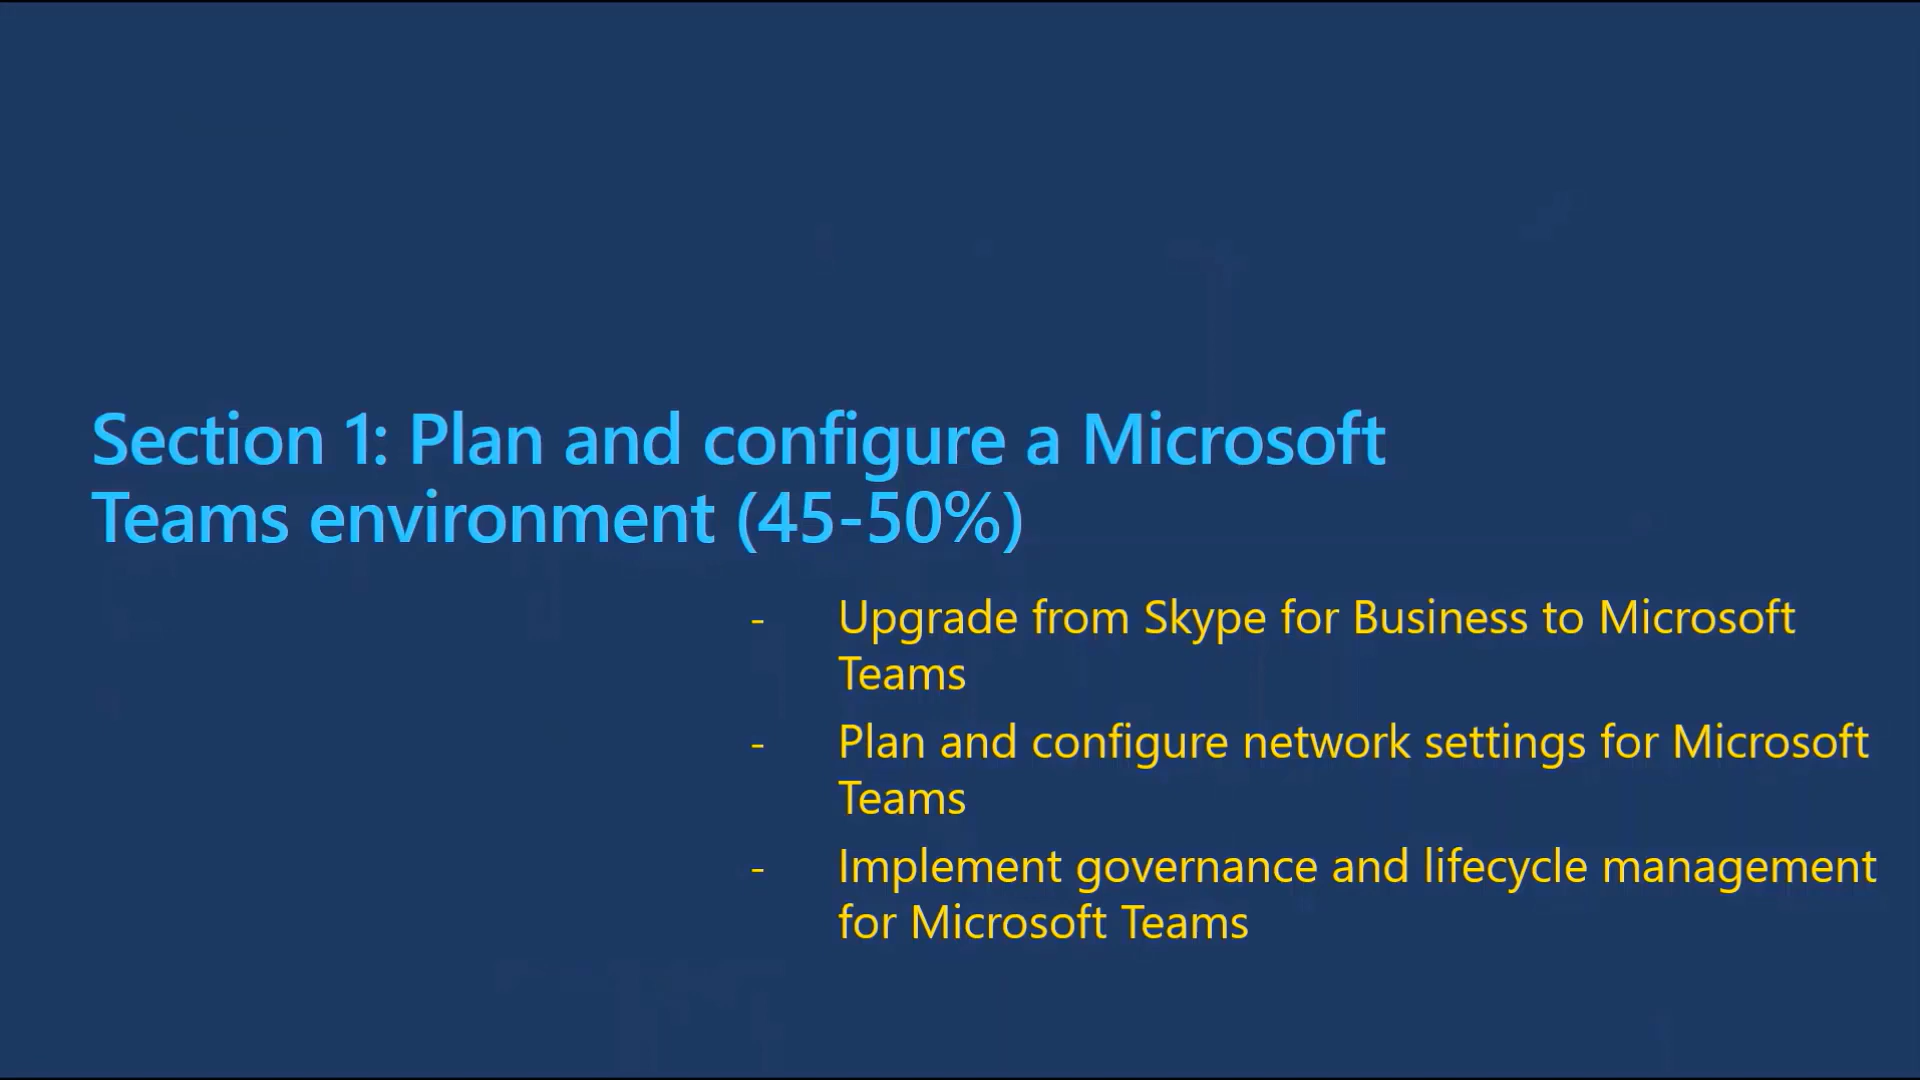 Section 1: Plan and configure a Microsoft
Teams environment (45-50%)
- Upgrade from Skype for Business to Microsoft
Teams
- Plan and configure network settings for Microsoft
Teams
- Implement governance and lifecycle management
for Microsoft Teams